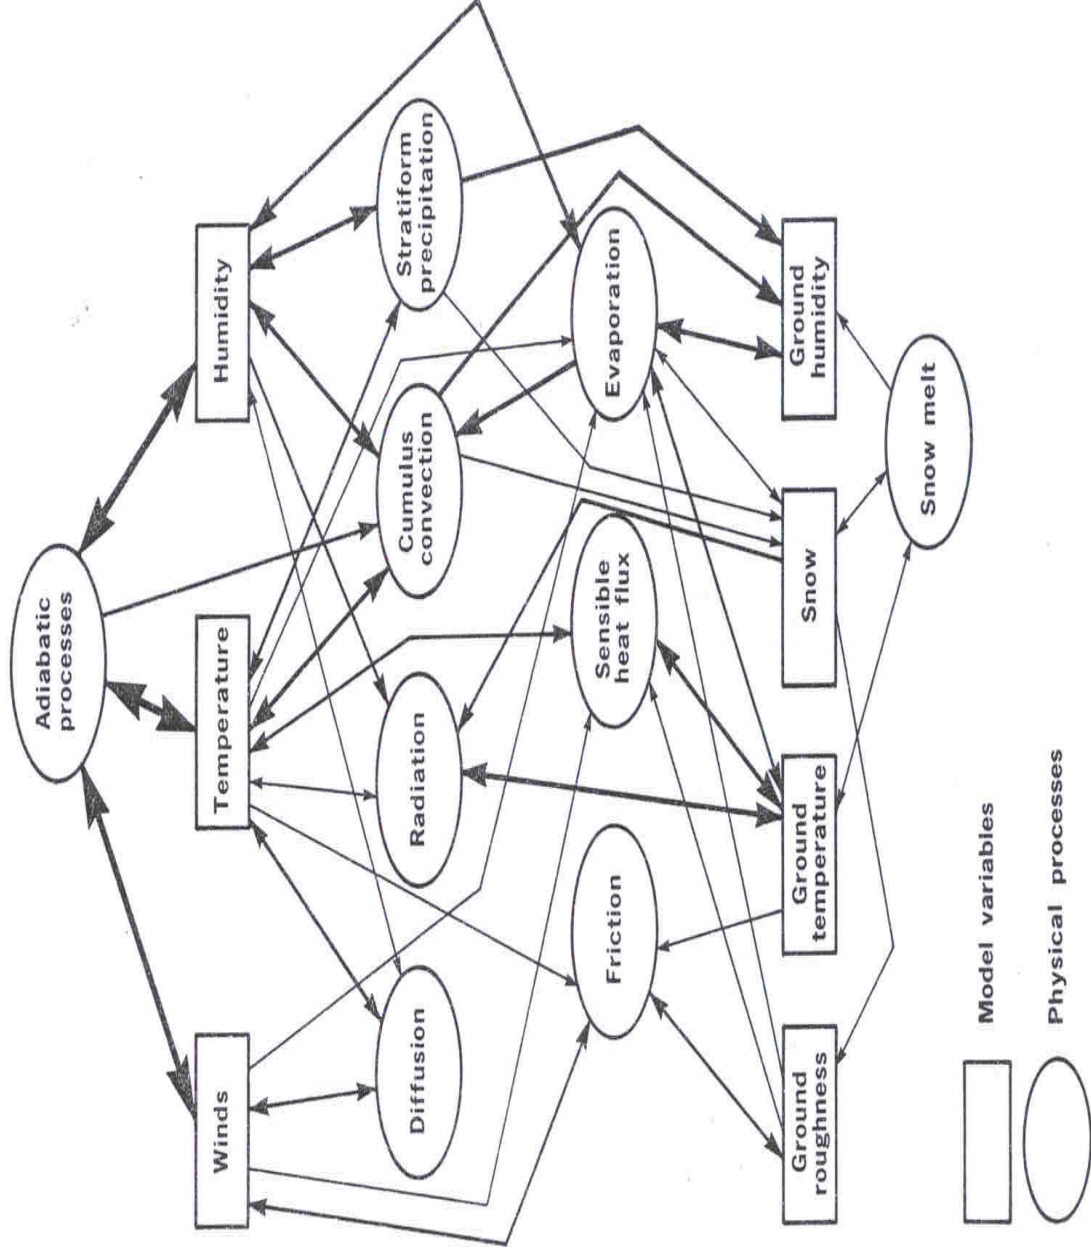 Adiabatic
processes
Winds
Temperature
Humidity
Diffusion
Radiation
Cumulus
convection
Stratiform
precipitation
Friction
Sensible
heat flux
Evaporation
Ground
roughness
Ground
temperature
Snow
Ground
humidity
Snow melt
Model variables
Physical processes